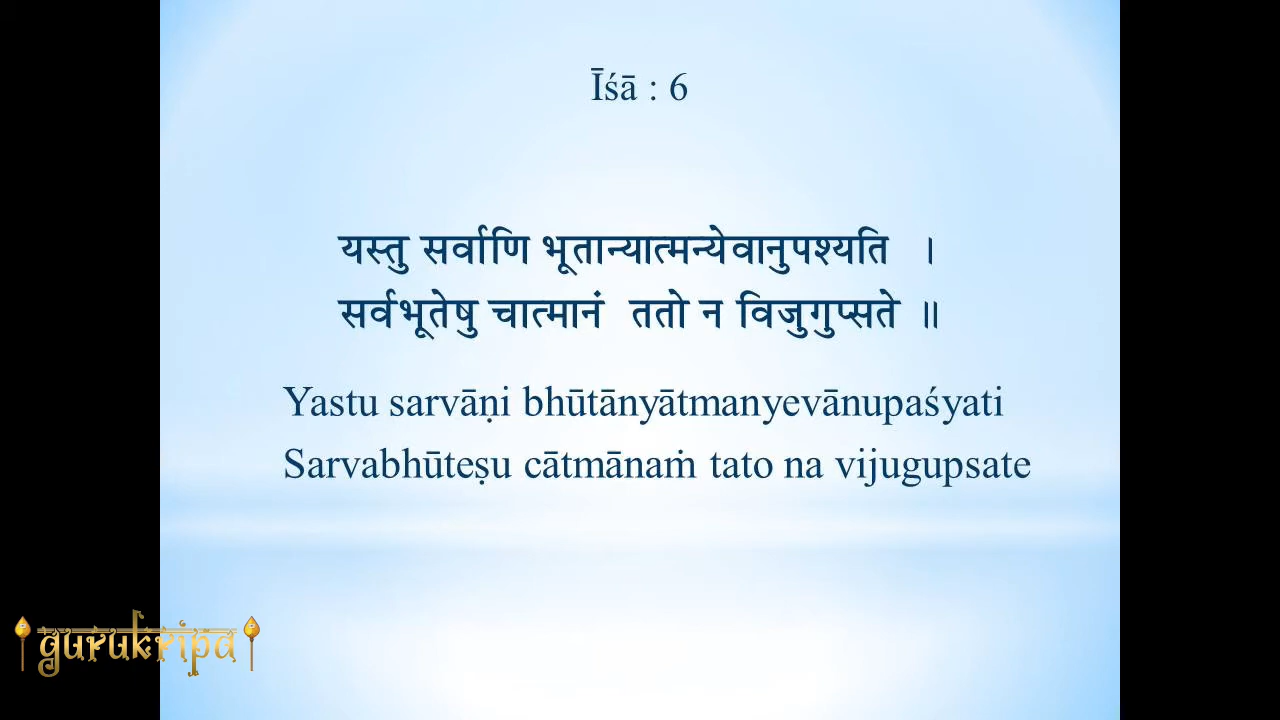 Īśā : 6
यस्तु सर्वाणि भूतान्यात्मन्येवानुपश्यति ।
सर्वभूतेषु चात्मानं ततो न विजुगुप्सते ॥
Yastu sarvāṇi bhūtānyātmanyevānupaśyati
Sarvabhūteṣu cātmānaṁ tato na vijugupsate
gurukripa